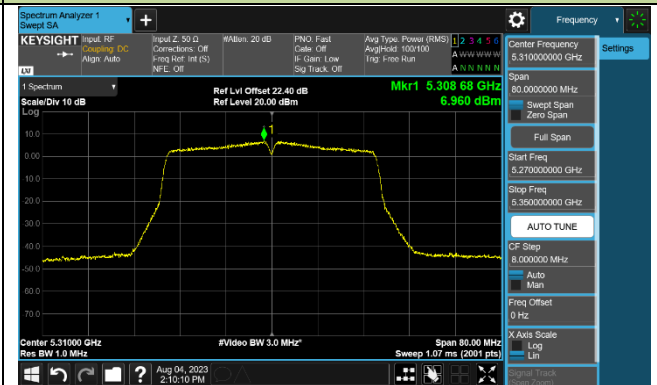 Spectrum Analyzer 1
Swept SA
Frequency
KEYSIGHT
Input: RF
Coupling: DC
Align: Auto
Input Z: 50 Ω
Corrections: Off
Freq Ref: Int (S)
NFE: Off
#Atten: 20 dB
PNO: Fast
Gate: Off
IF Gain: Low
Sig Track: Off
Avg Type: Power (RMS)
Avg|Hold: 100/100
Trig: Free Run
1 2 3 4 5 6
A W W W W W
A N N N N N
LXI
1 Spectrum
Scale/Div 10 dB
Log
Ref Lvl Offset 22.40 dB
Ref Level 20.00 dBm
Mkr1 5.308 68 GHz
6.960 dBm
1
10.0
0.00
-10.0
-20.0
-30.0
-40.0
-50.0
-60.0
-70.0
Center 5.31000 GHz
Res BW 1.0 MHz
#Video BW 3.0 MHz*
Span 80.00 MHz
Sweep 1.07 ms (2001 pts)
Aug 04, 2023
2:10:10 PM
Center Frequency
5.310000000 GHz
Span
80.0000000 MHz
Swept Span
Zero Span
Full Span
Start Freq
5.270000000 GHz
Stop Freq
5.350000000 GHz
AUTO TUNE
CF Step
8.000000 MHz
Auto
Man
Freq Offset
0 Hz
X Axis Scale
Log
Lin
Signal Track
(Span Zoom)
Settings